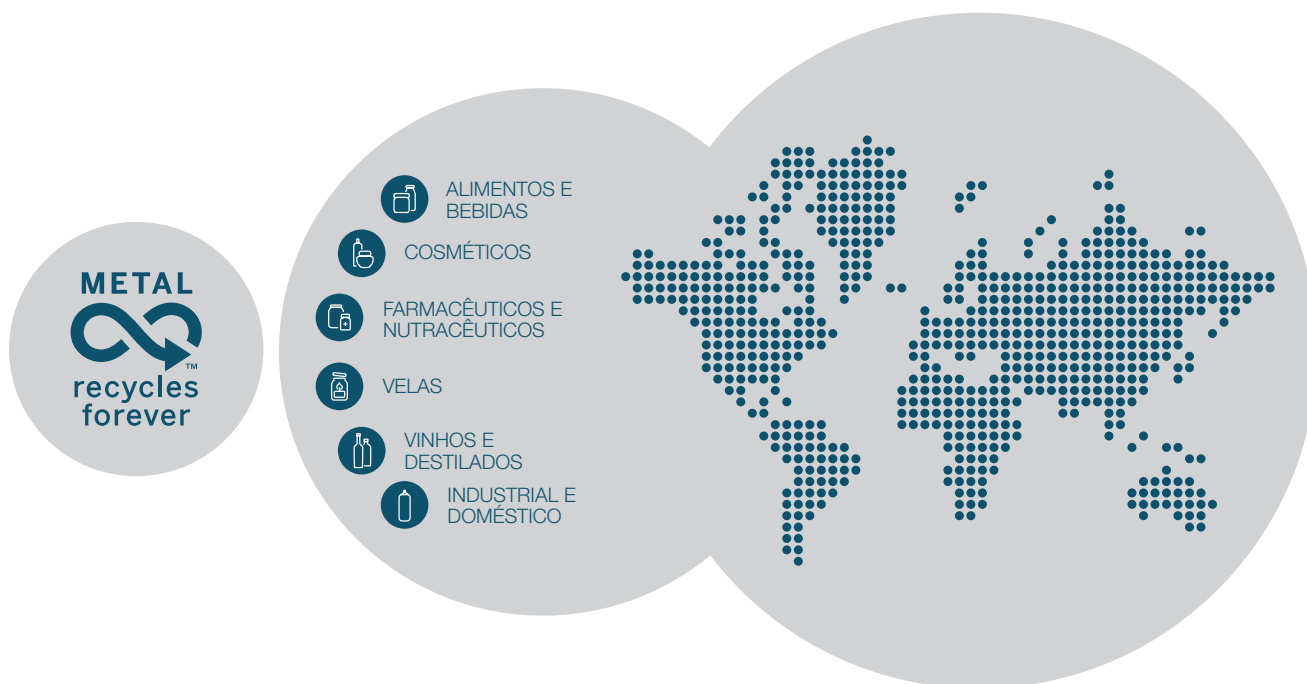 METAL
TM
recycles
forever
ALIMENTOS E
BEBIDAS
COSMÉTICOS
FARMACÊUTICOS E
NUTRACÊUTICOS
VELAS
VINHOS E
DESTILADOS
INDUSTRIAL E
DOMÉSTICO